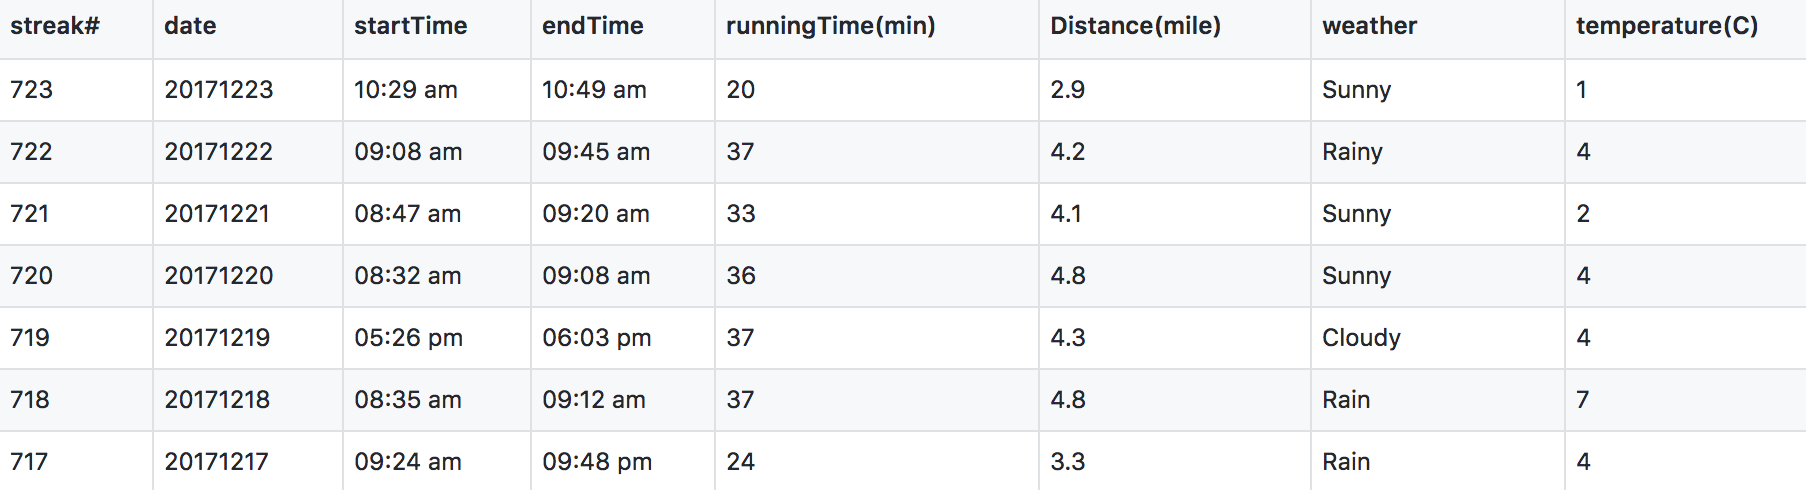 streak# date startTime endTime runningTime(min) Distance(mile) weather temperature(C)
723 20171223 10:29 am 10:49 am 20 2.9 Sunny 1
722 20171222 09:08 am 09:45 am 37 4.2 Rainy 4
721 20171221 08:47 am 09:20 am 33 4.1 Sunny 2
720 20171220 08:32 am 09:08 am 36 4.8 Sunny 4
719 20171219 05:26 pm 06:03 pm 37 4.3 Cloudy 4
718 20171218 08:35 am 09:12 am 37 4.8 Rain 7
717 20171217 09:24 am 09:48 pm 24 3.3 Rain 4